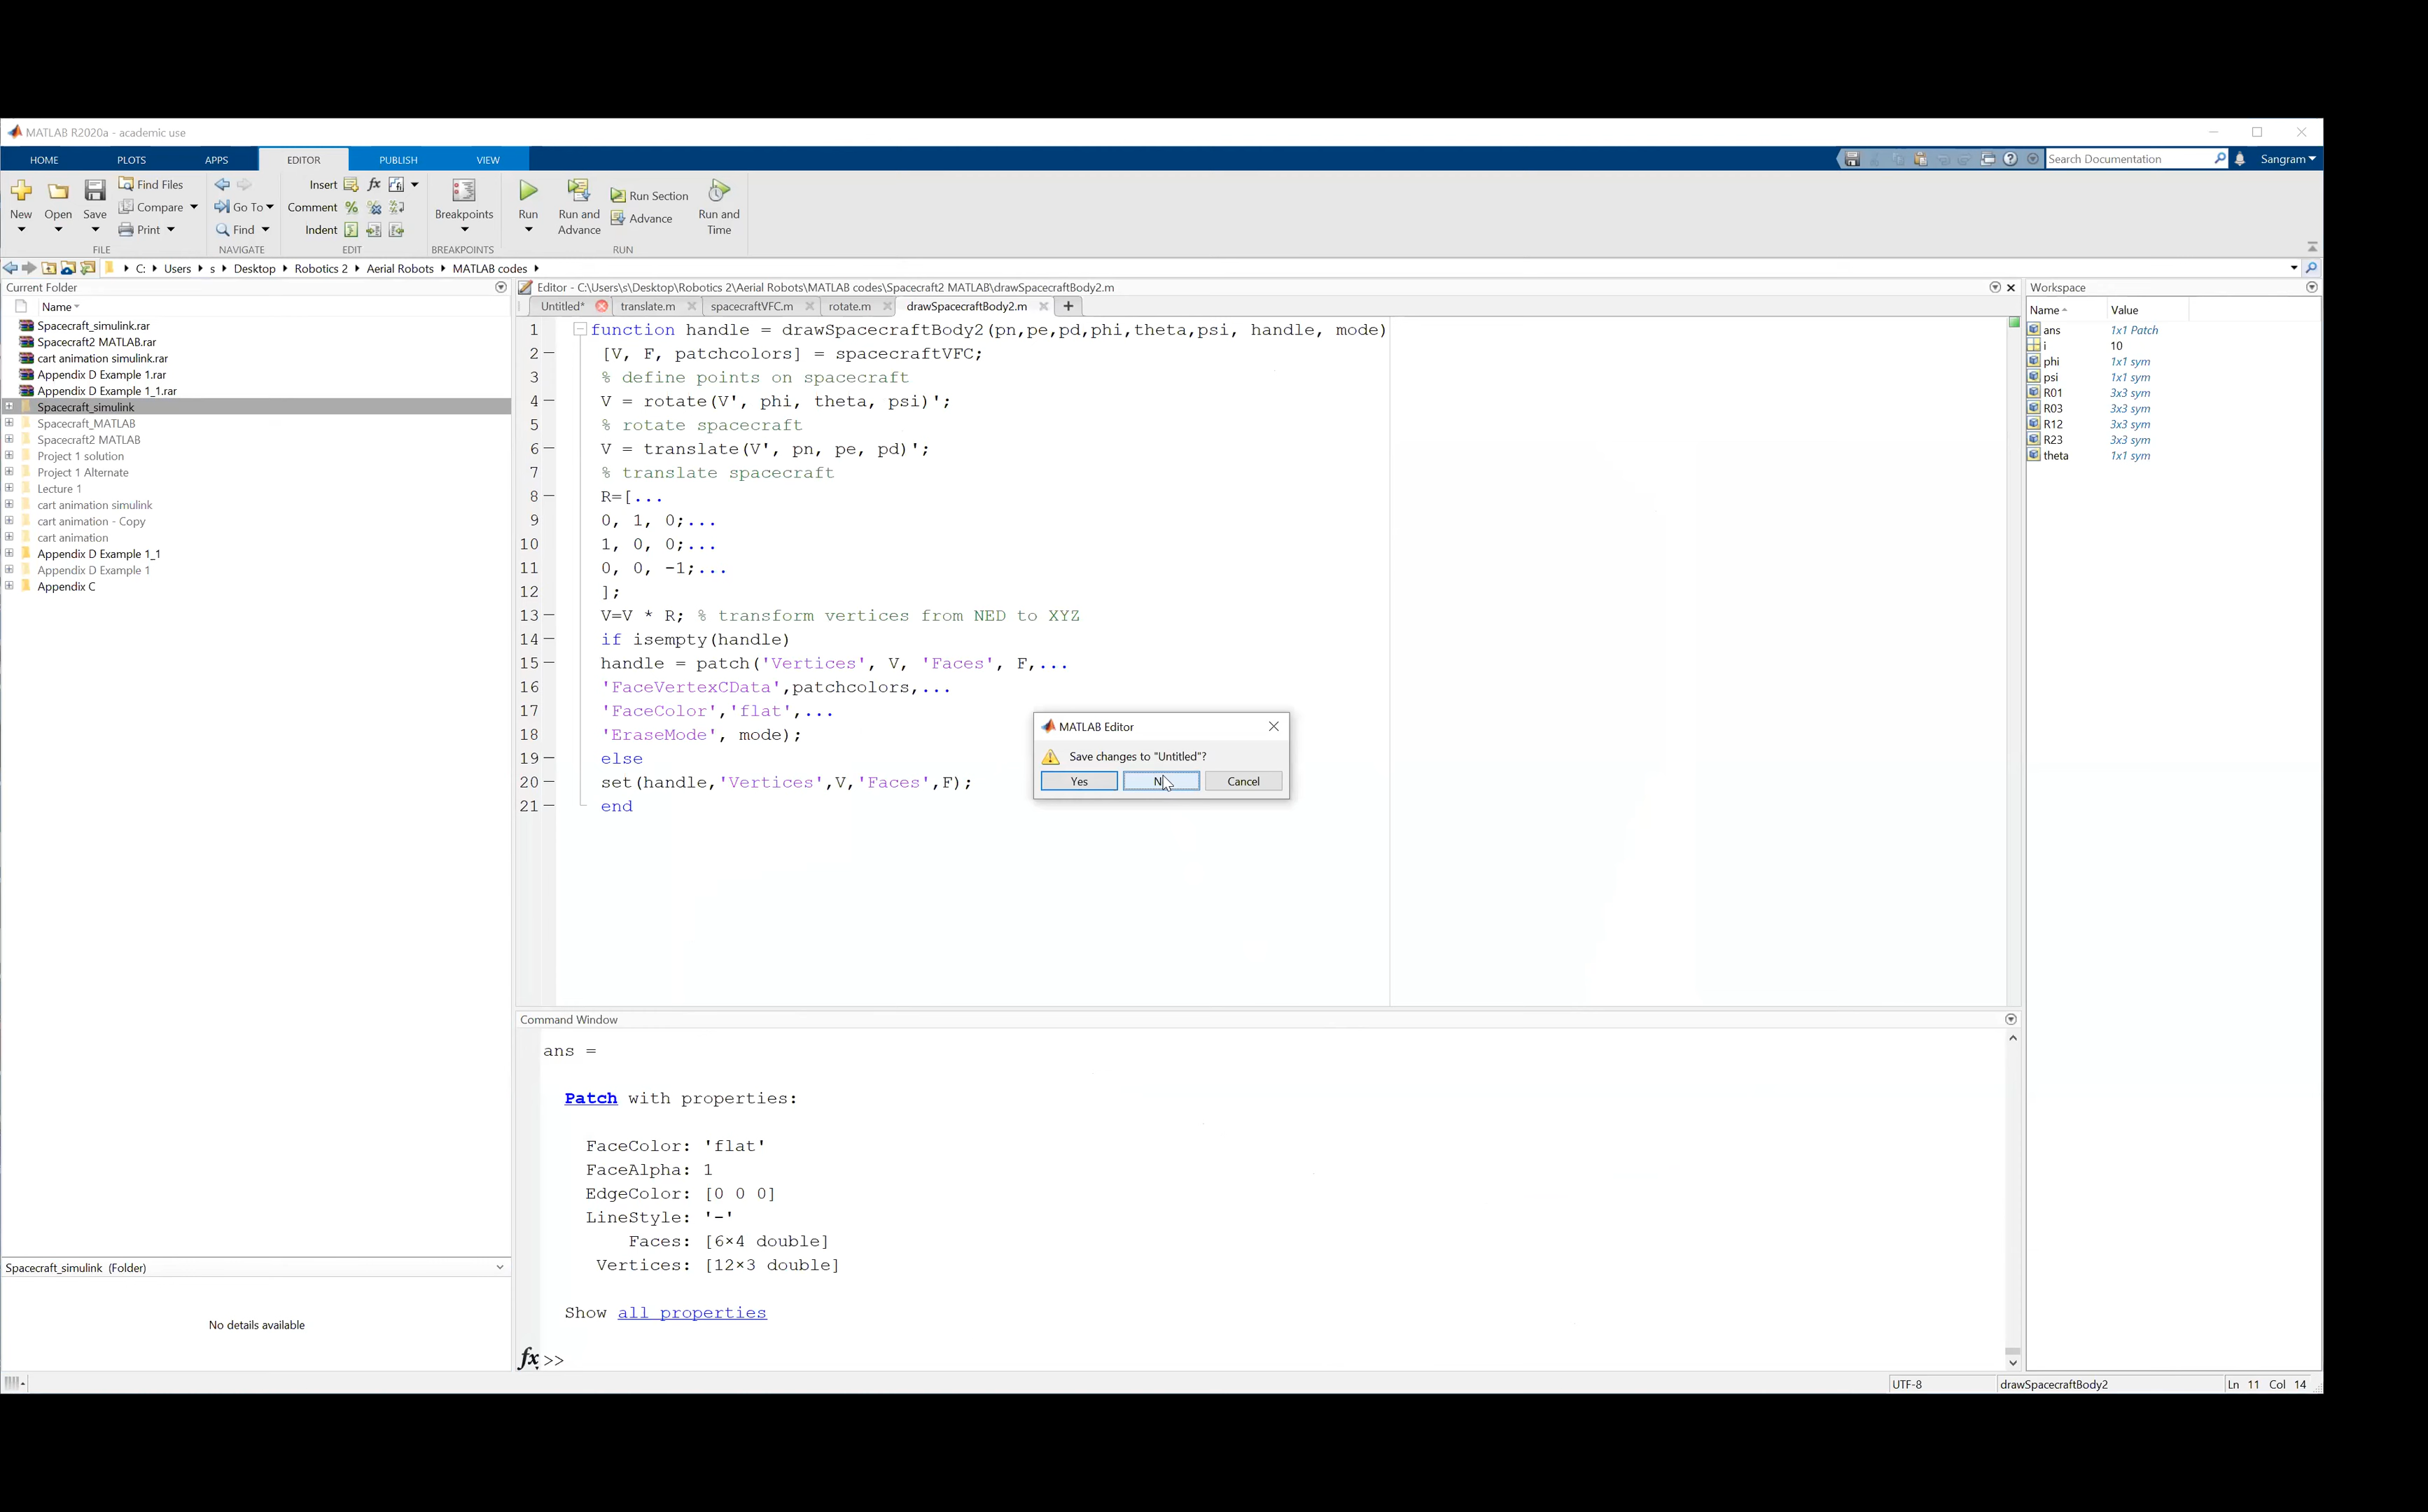 MATLAB R2020a - academic use
HOME PLOTS APPS EDITOR PUBLISH VIEW
Search Documentation
Sangram
New Open Save
Find Files
Compare
Print
FILE
Go To
Find
NAVIGATE
Insert
Comment
Indent
EDIT
Breakpoints
BREAKPOINTS
Run
Run and Advance
Run Section
Advance
Run and Time
RUN
C: Users s Desktop Robotics 2 Aerial Robots MATLAB codes
Current Folder
Name
Spacecraft_simulink.rar
Spacecraft2 MATLAB.rar
cart animation simulink.rar
Appendix D Example 1.rar
Appendix D Example 1_1.rar
Spacecraft_simulink
Spacecraft_MATLAB
Spacecraft2 MATLAB
Project 1 solution
Project 1 Alternate
Lecture 1
cart animation simulink
cart animation - Copy
cart animation
Appendix D Example 1_1
Appendix D Example 1
Appendix C
Spacecraft_simulink (Folder)
No details available
Editor - C:\Users\s\Desktop\Robotics 2\Aerial Robots\MATLAB codes\Spacecraft2 MATLAB\drawSpacecraftBody2.m
Untitled* translate.m spacecraftVFC.m rotate.m drawSpacecraftBody2.m
1 function handle = drawSpacecraftBody2(pn,pe,pd,phi,theta,psi, handle, mode)
2 [V, F, patchcolors] = spacecraftVFC;
3 % define points on spacecraft
4 V = rotate(V', phi, theta, psi)';
5 % rotate spacecraft
6 V = translate(V', pn, pe, pd)';
7 % translate spacecraft
8 R=[...
9 0, 1, 0;...
10 1, 0, 0;...
11 0, 0, -1;...
12 ];
13 V=V * R; % transform vertices from NED to XYZ
14 if isempty(handle)
15 handle = patch('Vertices', V, 'Faces', F,...
16 'FaceVertexCData',patchcolors,...
17 'FaceColor','flat',...
18 'EraseMode', mode);
19 else
20 set(handle,'Vertices',V,'Faces',F);
21 end
MATLAB Editor
Save changes to "Untitled"?
Yes
Cancel
Command Window
ans =
Patch with properties:
FaceColor: 'flat'
FaceAlpha: 1
EdgeColor: [0 0 0]
LineStyle: '-'
Faces: [6×4 double]
Vertices: [12×3 double]
Show all properties
fx >>
Workspace
Name Value
ans 1x1 Patch
i 10
phi 1x1 sym
psi 1x1 sym
R01 3x3 sym
R03 3x3 sym
R12 3x3 sym
R23 3x3 sym
theta 1x1 sym
UTF-8
drawSpacecraftBody2
Ln 11 Col 14